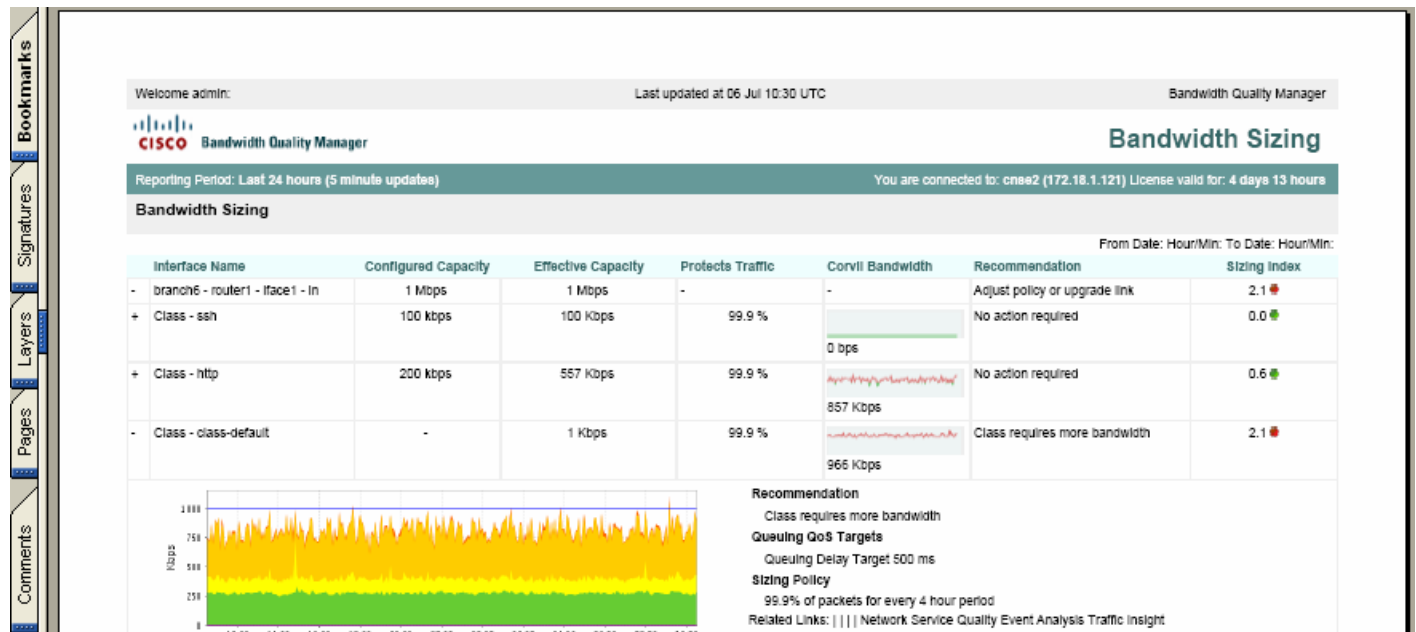 Bookmarks
Signatures
Layers
Pages
Comments
Welcome admin: Last updated at 06 Jul 10:30 UTC Bandwidth Quality Manager
CISCO Bandwidth Quality Manager Bandwidth Sizing
Reporting Period: Last 24 hours (5 minute updates) You are connected to: cnse2 (172.18.1.121) License valid for: 4 days 13 hours
Bandwidth Sizing
From Date: Hour/Min: To Date: Hour/Min:
Interface Name Configured Capacity Effective Capacity Protects Traffic Corvil Bandwidth Recommendation Sizing Index
- branch6 - router1 - iface1 - in 1 Mbps 1 Mbps - - Adjust policy or upgrade link 2.1
+ Class - ssh 100 kbps 100 Kbps 99.9 % No action required 0.0
0 bps
+ Class - http 200 kbps 557 Kbps 99.9 % No action required 0.6
857 Kbps
- Class - class-default - 1 Kbps 99.9 % Class requires more bandwidth 2.1
966 Kbps
Kbps
1000
750
500
250
Recommendation
Class requires more bandwidth
Queuing QoS Targets
Queuing Delay Target 500 ms
Sizing Policy
99.9% of packets for every 4 hour period
Related Links: | | | | Network Service Quality Event Analysis Traffic Insight